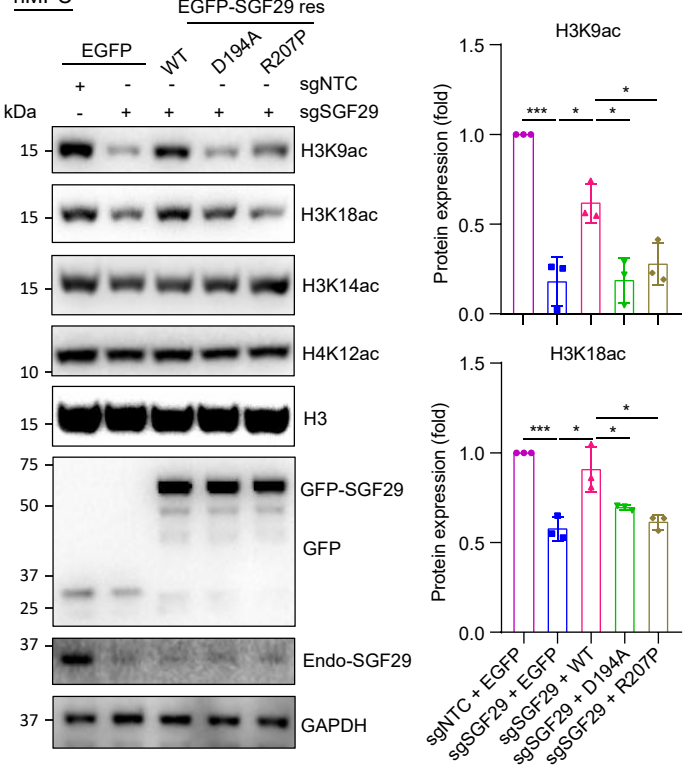 EGFP-SGF29 res
EGFP
WT
D194A
R207P
+ - - - - sgNTC
kDa - + + + + sgSGF29
15 H3K9ac
15 H3K18ac
15 H3K14ac
10 H4K12ac
15 H3
75
50
37
25
GFP-SGF29
GFP
37 Endo-SGF29
37 GAPDH
H3K9ac
Protein expression (fold)
1.5
1.0
0.5
0.0
*** * * *
H3K18ac
Protein expression (fold)
1.5
1.0
0.5
0.0
*** * * *
sgNTC + EGFP
sgSGF29 + EGFP
sgSGF29 + WT
sgSGF29 + D194A
sgSGF29 + R207P